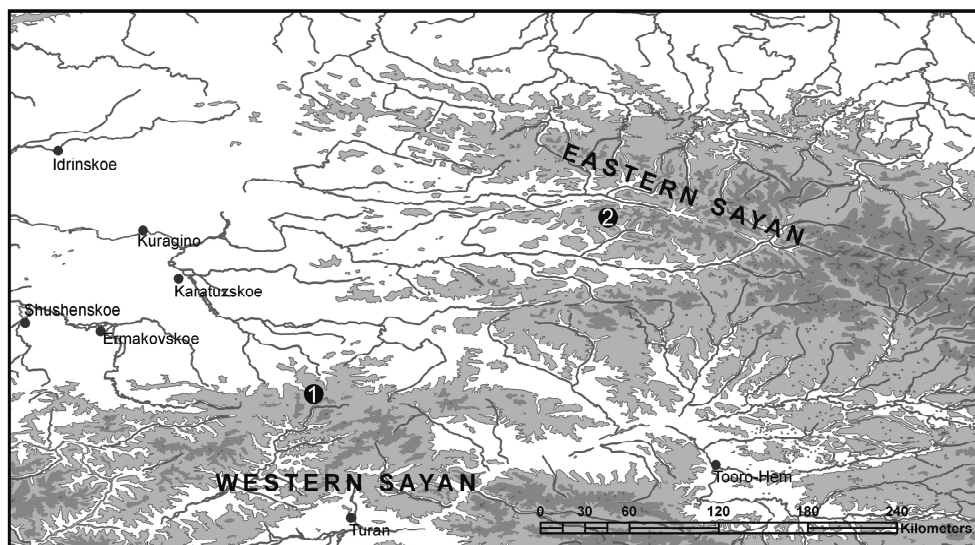 Idrinskoe
EASTERN SAYAN
2
Kuragino
Karatuzskoe
Shushenskoe
Ermakovskoe
1
WESTERN SAYAN
Tooro-Hem
Turan
0 30 60 120 180 240
Kilometers